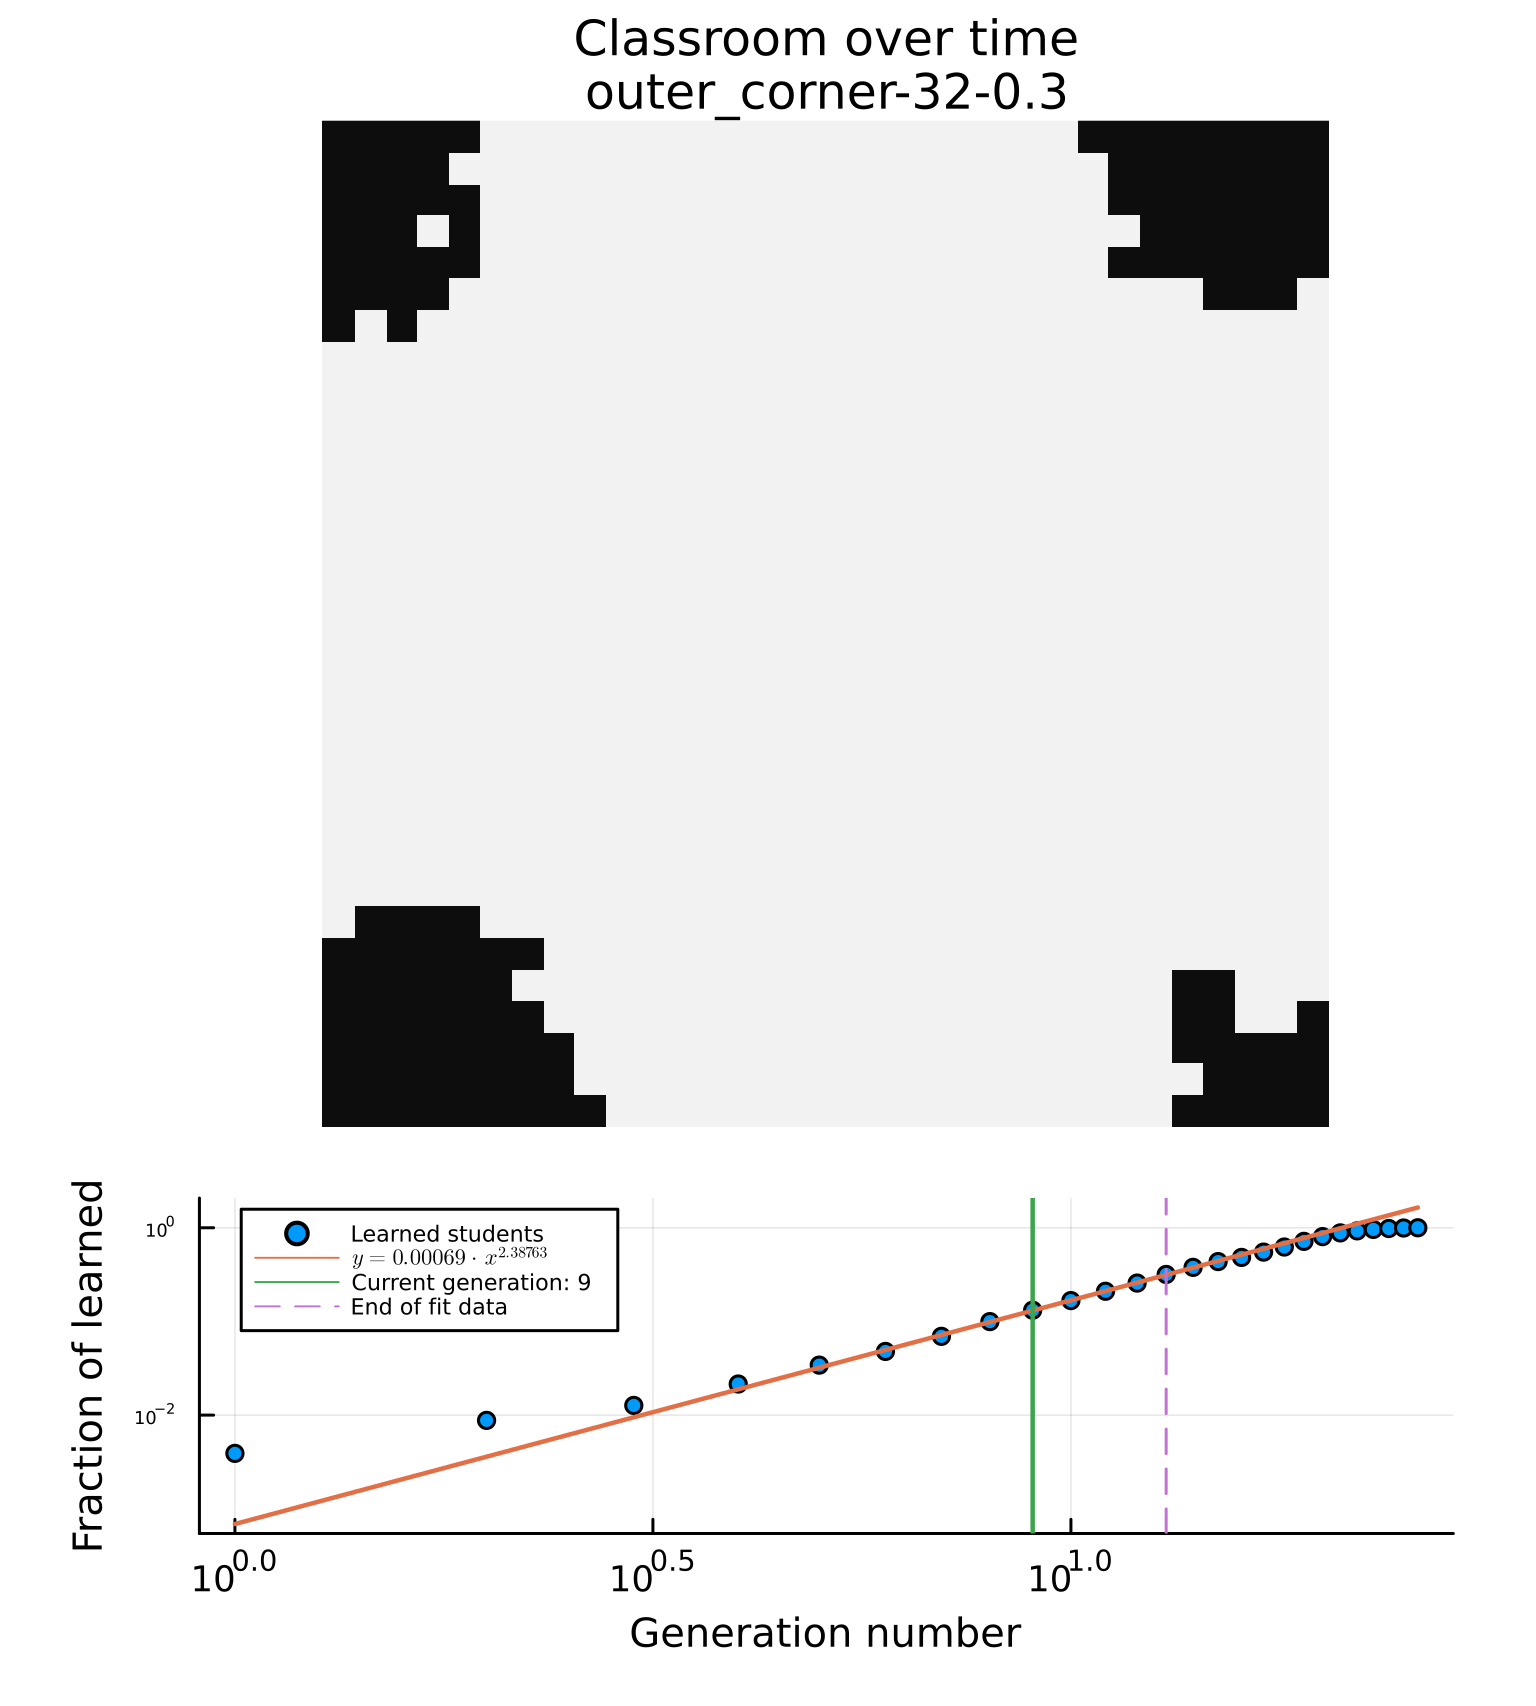 Classroom over time
outer_corner-32-0.3
Fraction of learned
10^0
10^−2
Learned students
y = 0.00069 · x^2.38763
Current generation: 9
End of fit data
10^0.0
10^0.5
10^1.0
Generation number